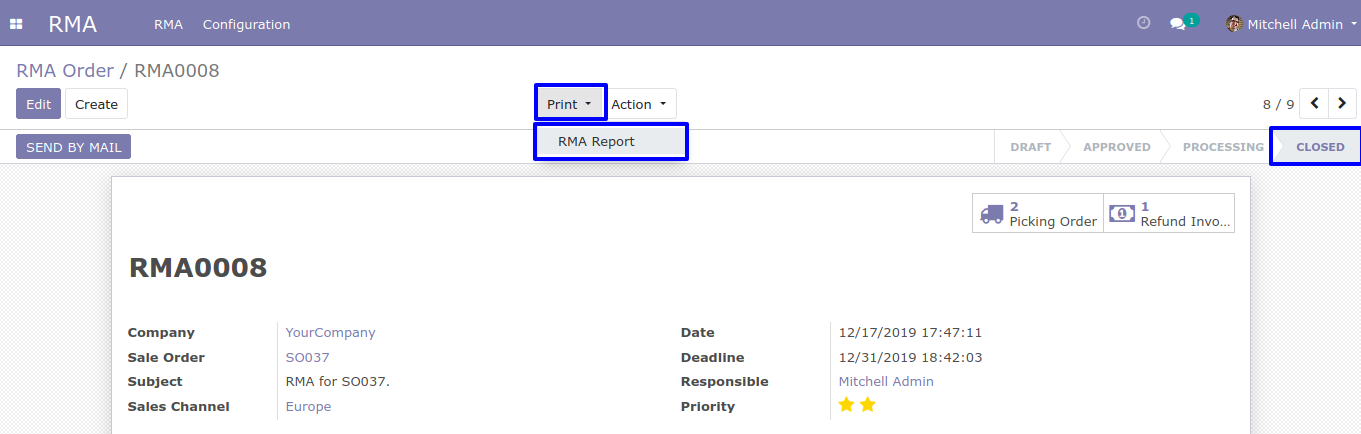 RMA RMA Configuration 1 Mitchell Admin
RMA Order / RMA0008
Edit Create Print Action 8 / 9
RMA Report
SEND BY MAIL DRAFT APPROVED PROCESSING CLOSED
2 Picking Order
1 Refund Invo...
RMA0008
Company YourCompany Date 12/17/2019 17:47:11
Sale Order SO037 Deadline 12/31/2019 18:42:03
Subject RMA for SO037. Responsible Mitchell Admin
Sales Channel Europe Priority